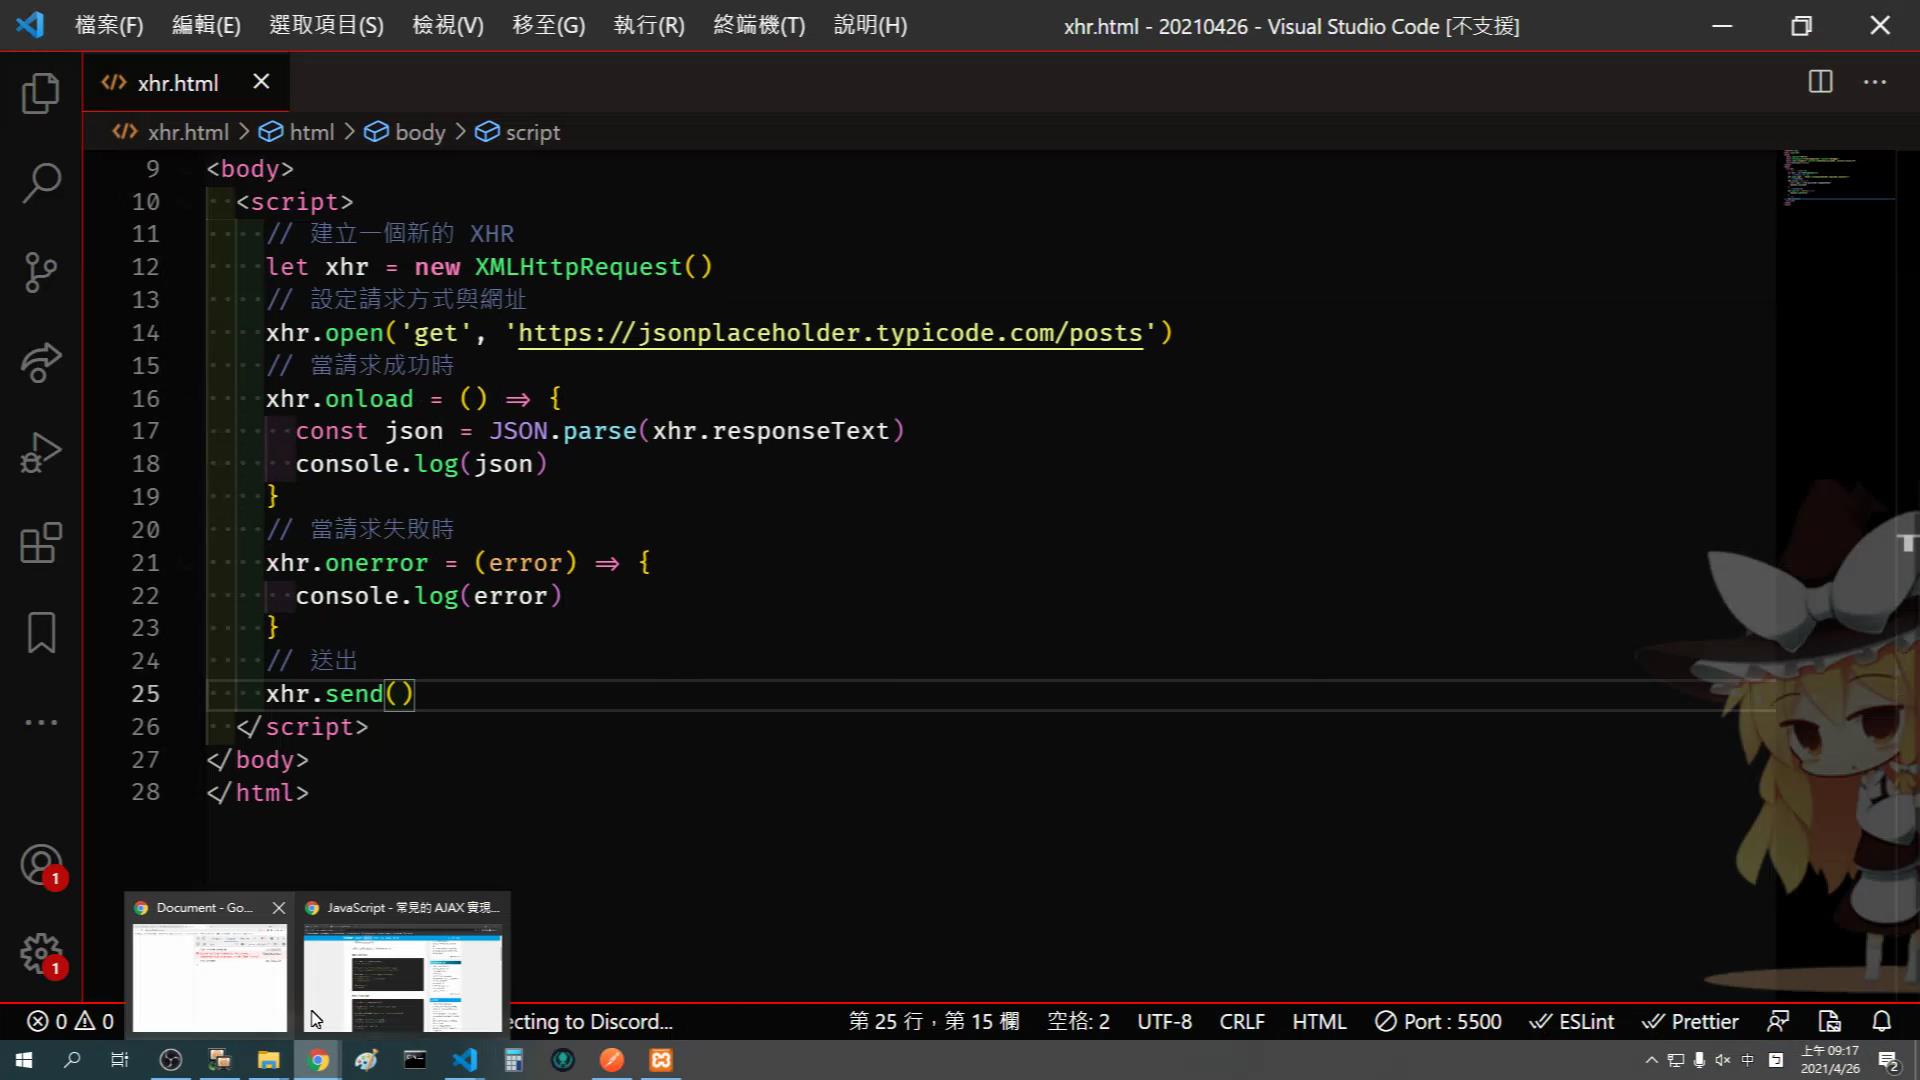 檔案(F) 編輯(E) 選取項目(S) 檢視(V) 移至(G) 執行(R) 終端機(T) 說明(H) xhr.html - 20210426 - Visual Studio Code [不支援]
xhr.html
xhr.html > html > body > script
9 <body>
10 <script>
11 // 建立一個新的 XHR
12 let xhr = new XMLHttpRequest()
13 // 設定請求方式與網址
14 xhr.open('get', 'https://jsonplaceholder.typicode.com/posts')
15 // 當請求成功時
16 xhr.onload = () => {
17 const json = JSON.parse(xhr.responseText)
18 console.log(json)
19 }
20 // 當請求失敗時
21 xhr.onerror = (error) => {
22 console.log(error)
23 }
24 // 送出
25 xhr.send()
26 </script>
27 </body>
28 </html>
1
1
Document - Go... JavaScript - 常見的 AJAX 實現...
0 0 ecting to Discord... 第 25 行，第 15 欄 空格: 2 UTF-8 CRLF HTML Port : 5500 ESLint Prettier
中 上午 09:17
2021/4/26 2